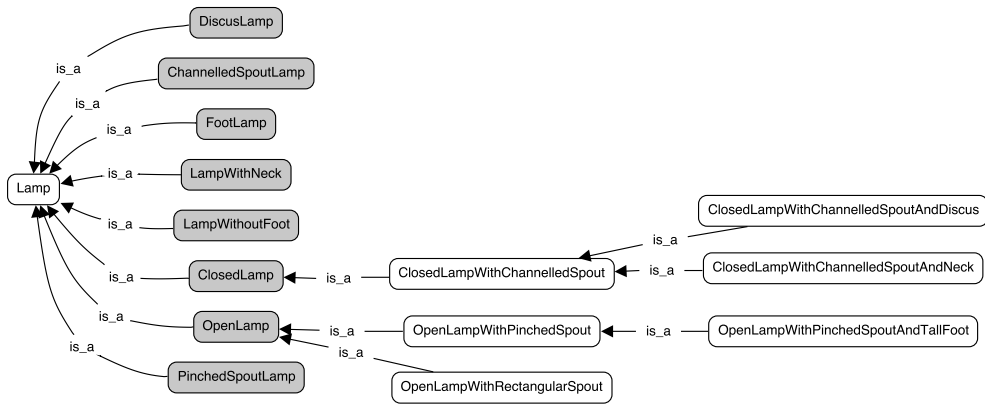 DiscusLamp
is_a
ChannelledSpoutLamp
is_a
FootLamp
is_a
LampWithNeck
is_a
Lamp
LampWithoutFoot
is_a
ClosedLampWithChannelledSpoutAndDiscus
is_a
ClosedLamp
is_a
is_a
ClosedLampWithChannelledSpout
is_a
ClosedLampWithChannelledSpoutAndNeck
OpenLamp
is_a
is_a
OpenLampWithPinchedSpout
is_a
OpenLampWithPinchedSpoutAndTallFoot
is_a
is_a
PinchedSpoutLamp
OpenLampWithRectangularSpout